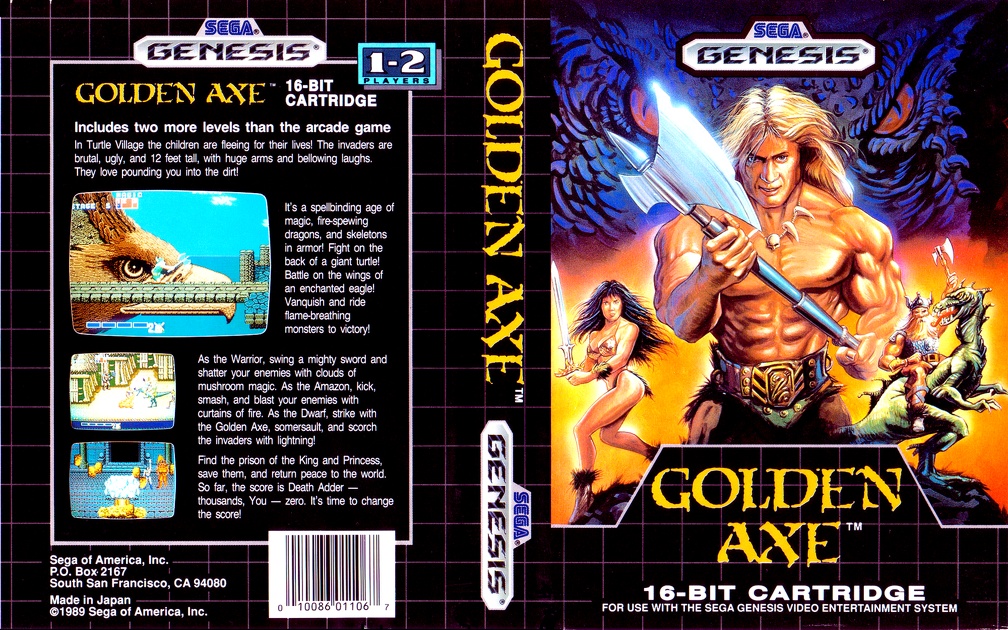 SEGA®
GENESIS®
1-2
PLAYERS
GOLDEN AXE™
16-BIT
CARTRIDGE
Includes two more levels than the arcade game
In Turtle Village the children are fleeing for their lives! The invaders are
brutal, ugly, and 12 feet tall, with huge arms and bellowing laughs.
They love pounding you into the dirt!
It's a spellbinding age of
magic, fire-spewing
dragons, and skeletons
in armor! Fight on the
back of a giant turtle!
Battle on the wings of
an enchanted eagle!
Vanquish and ride
flame-breathing
monsters to victory!
As the Warrior, swing a mighty sword and
shatter your enemies with clouds of
mushroom magic. As the Amazon, kick,
smash, and blast your enemies with
curtains of fire. As the Dwarf, strike with
the Golden Axe, somersault, and scorch
the invaders with lightning!
Find the prison of the King and Princess,
save them, and return peace to the world.
So far, the score is Death Adder —
thousands, You — zero. It's time to change
the score!
Sega of America, Inc.
P.O. Box 2167
South San Francisco, CA 94080
Made in Japan
©1989 Sega of America, Inc.
0 10086 01106 7
GOLDEN AXE™
SEGA®
GENESIS®
SEGA®
GENESIS®
GOLDEN
AXE™
16-BIT CARTRIDGE
FOR USE WITH THE SEGA GENESIS VIDEO ENTERTAINMENT SYSTEM